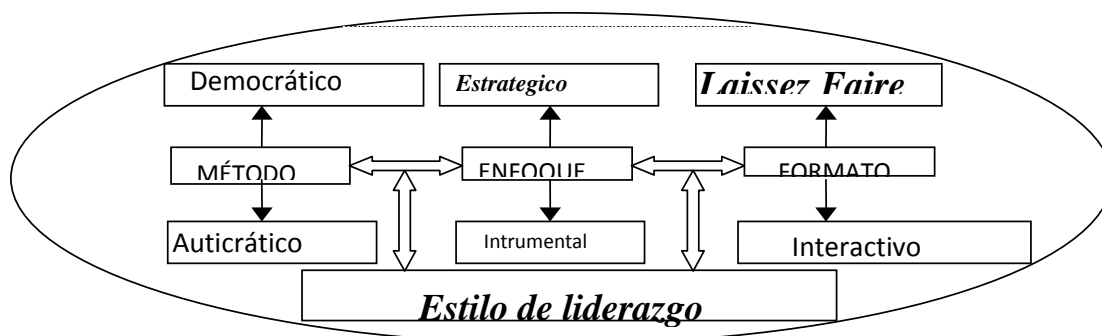 Democrático
Estrategico
Laissez Faire
MÉTODO
ENFOQUE
FORMATO
Auticrático
Intrumental
Interactivo
Estilo de liderazgo